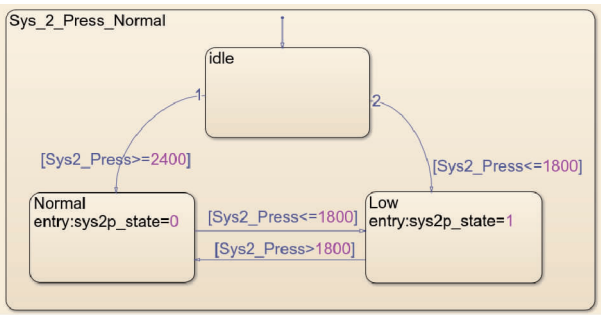 Sys_2_Press_Normal
idle
1
2
[Sys2_Press>=2400]
[Sys2_Press<=1800]
Normal
entry:sys2p_state=0
[Sys2_Press<=1800]
[Sys2_Press>1800]
Low
entry:sys2p_state=1